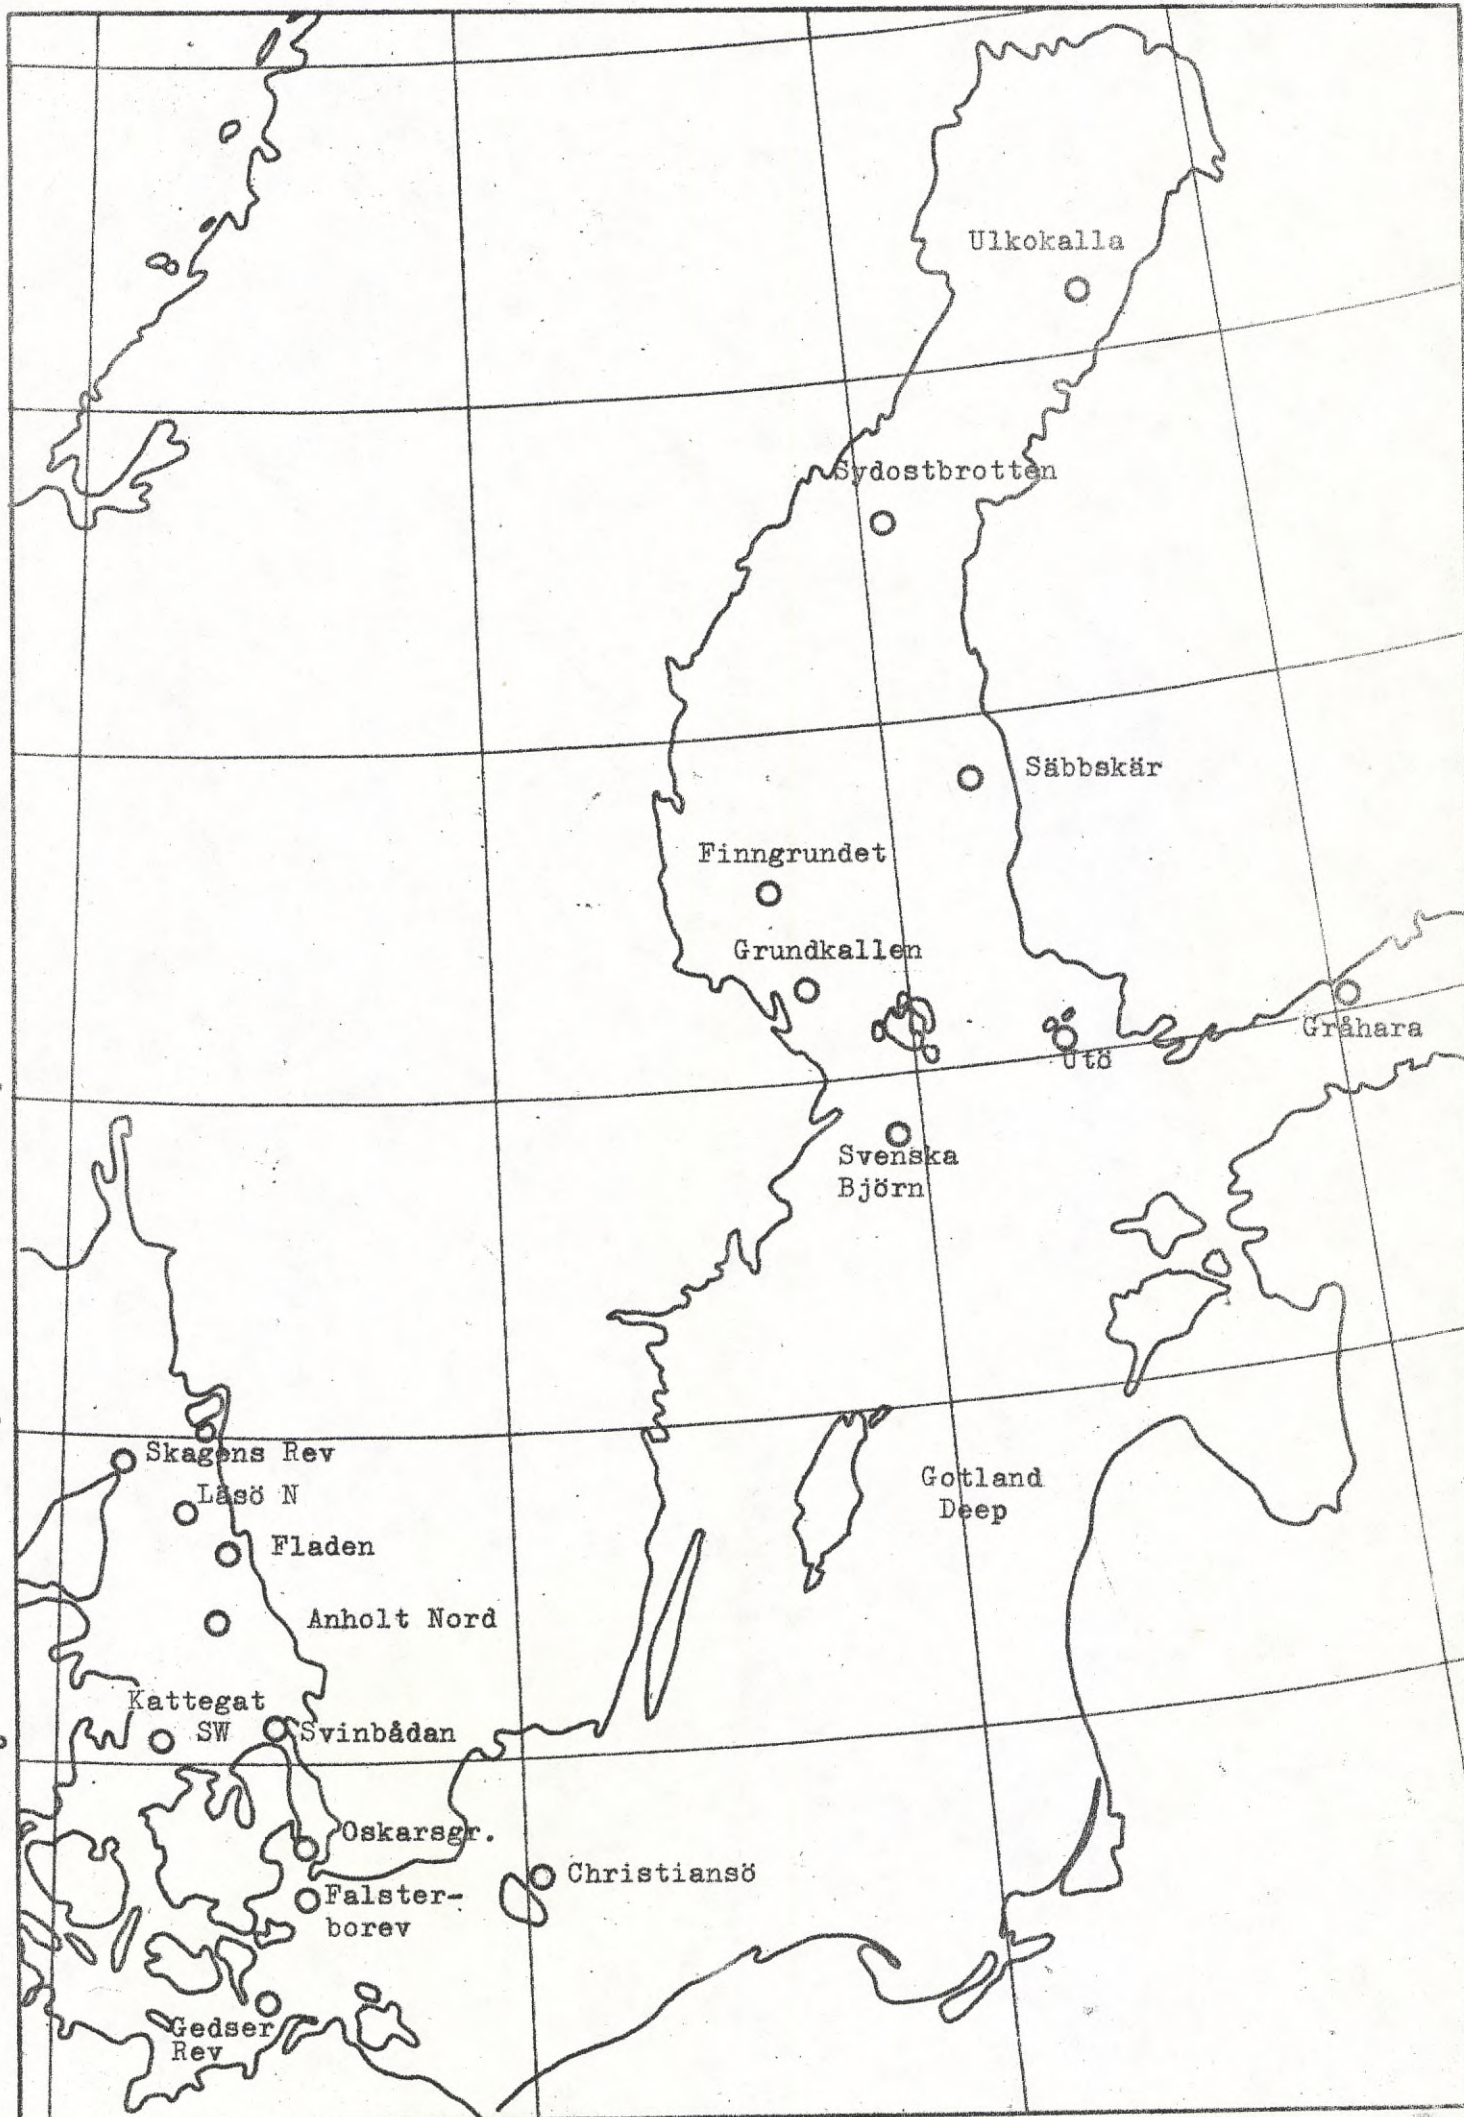 Ulkokalla
Sydostbrotten
Säbbskär
Finngrundet
Grundkallen
Gråhara
Utö
Svenska
Björn
Skagens Rev
Läsö N
Gotland
Deep
Fladen
Anholt Nord
Kattegat
SW
Svinbådan
Oskarsgr.
Christiansö
Falster-
borev
Gedser
Rev